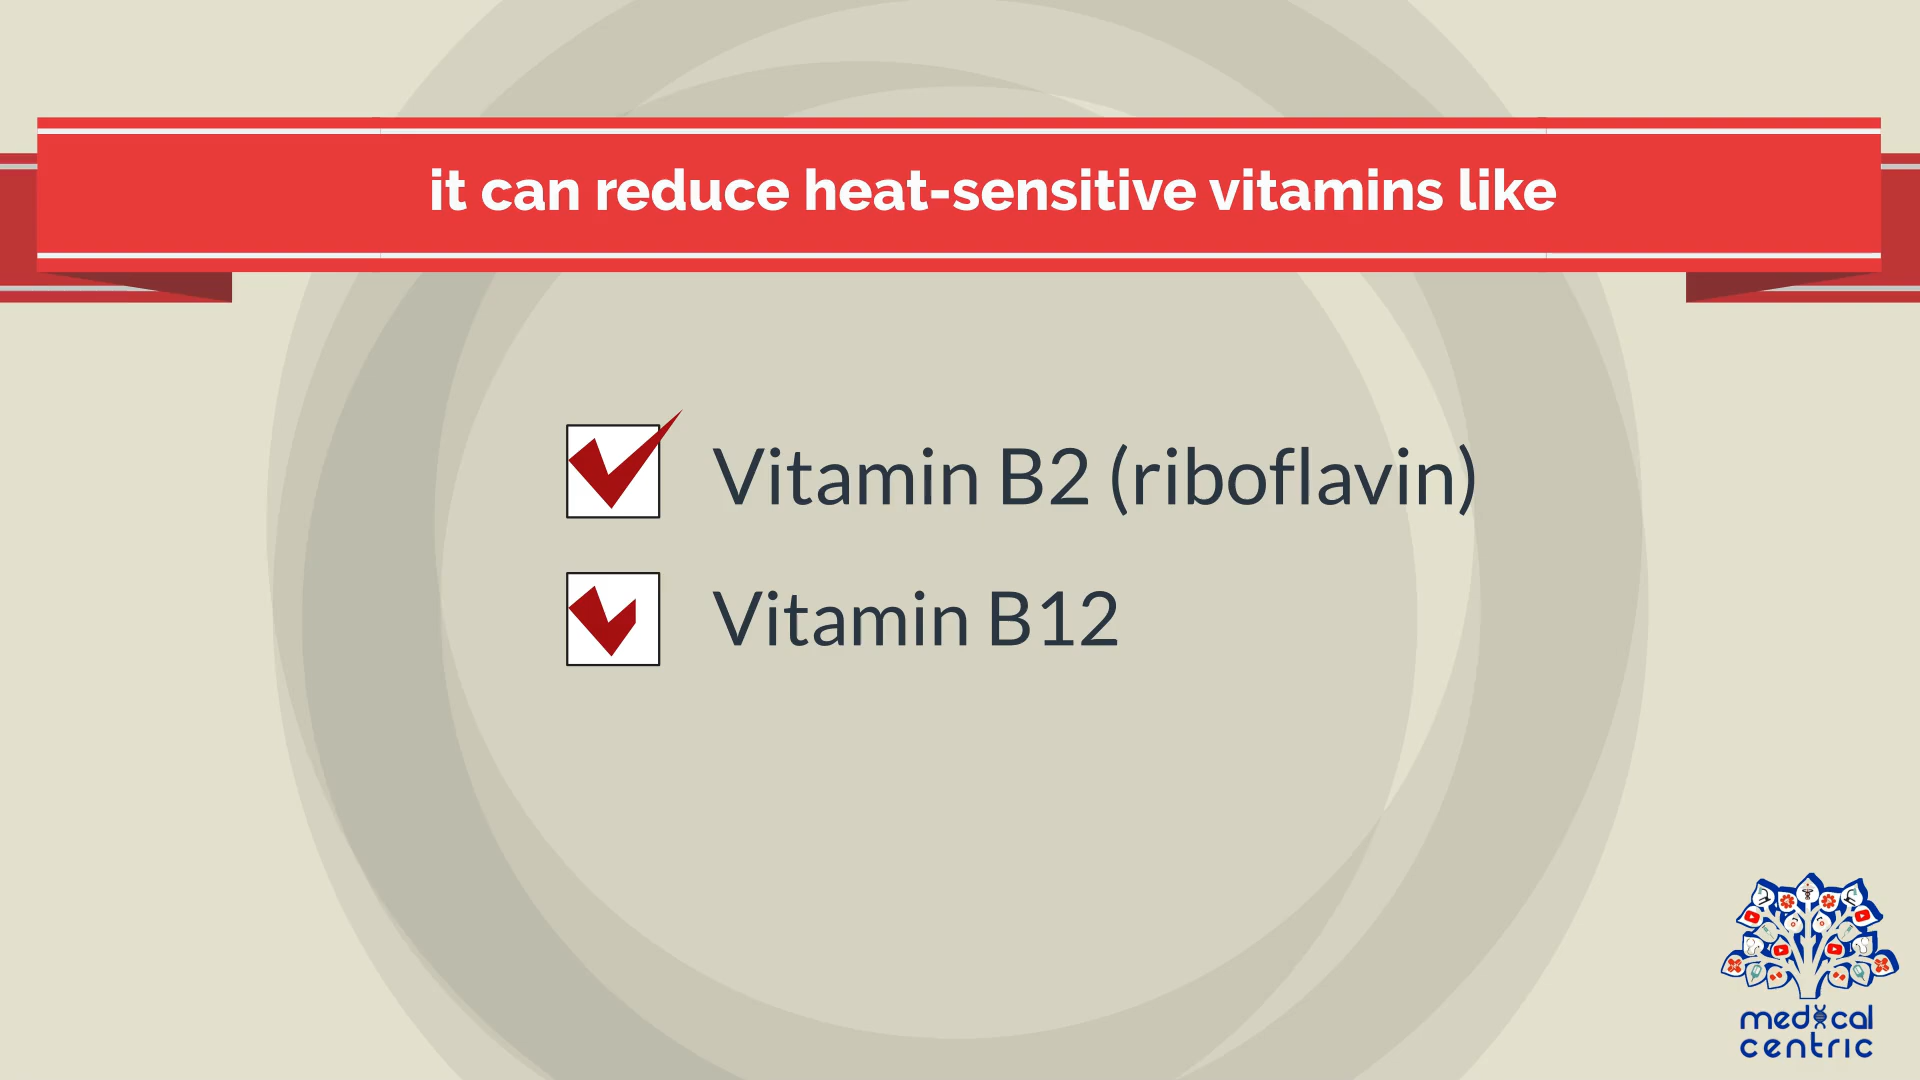 it can reduce heat-sensitive vitamins like
Vitamin B2 (riboflavin)
Vitamin B12
medical
centric